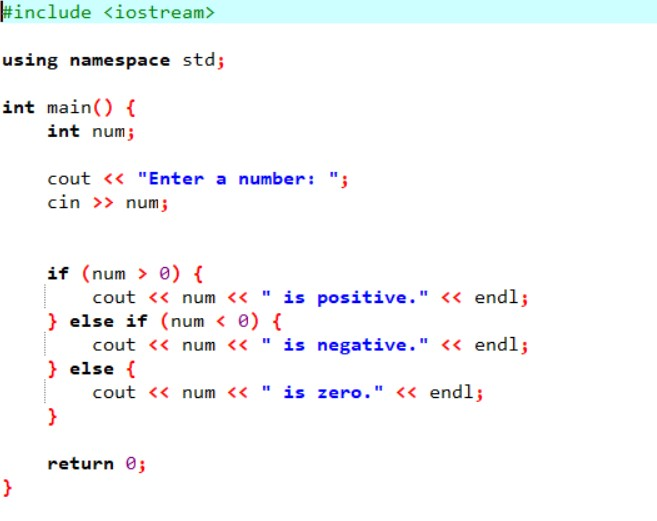 #include <iostream>
using namespace std;
int main() {
    int num;
    cout << "Enter a number: ";
    cin >> num;
    if (num > 0) {
        cout << num << " is positive." << endl;
    } else if (num < 0) {
        cout << num << " is negative." << endl;
    } else {
        cout << num << " is zero." << endl;
    }
    return 0;
}